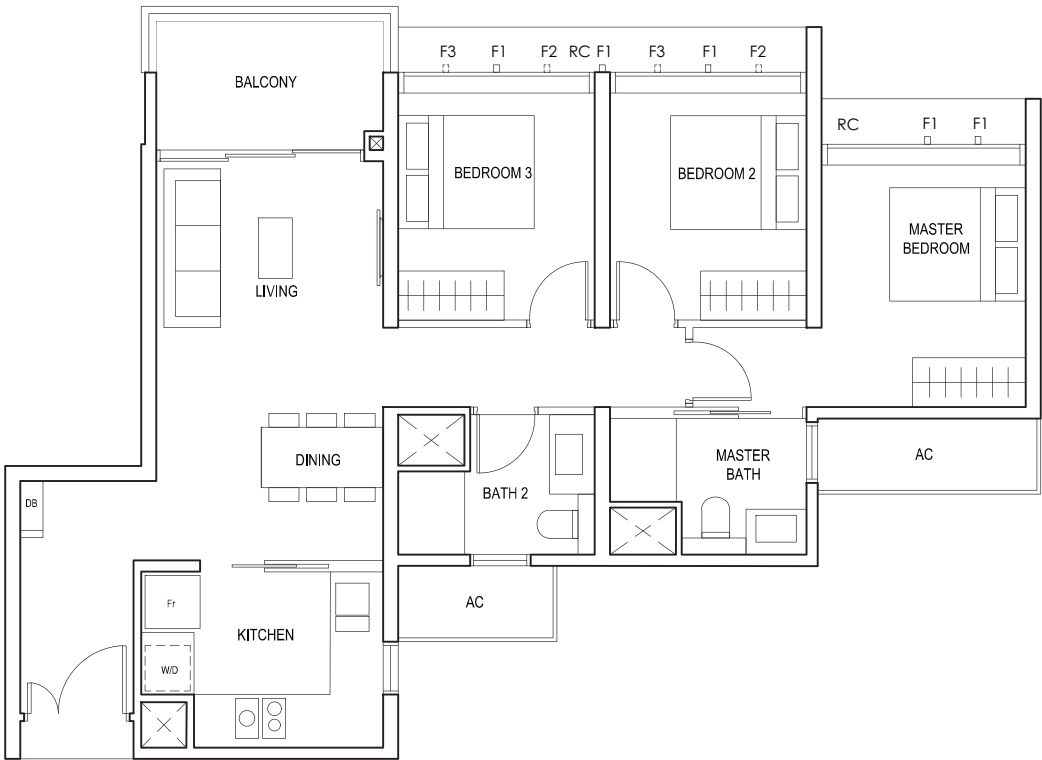 F3 F1 F2 RC F1 F3 F1 F2
BALCONY
RC F1 F1
BEDROOM 3
BEDROOM 2
MASTER
BEDROOM
LIVING
DINING
MASTER
BATH
AC
BATH 2
DB
AC
Fr
KITCHEN
W/D